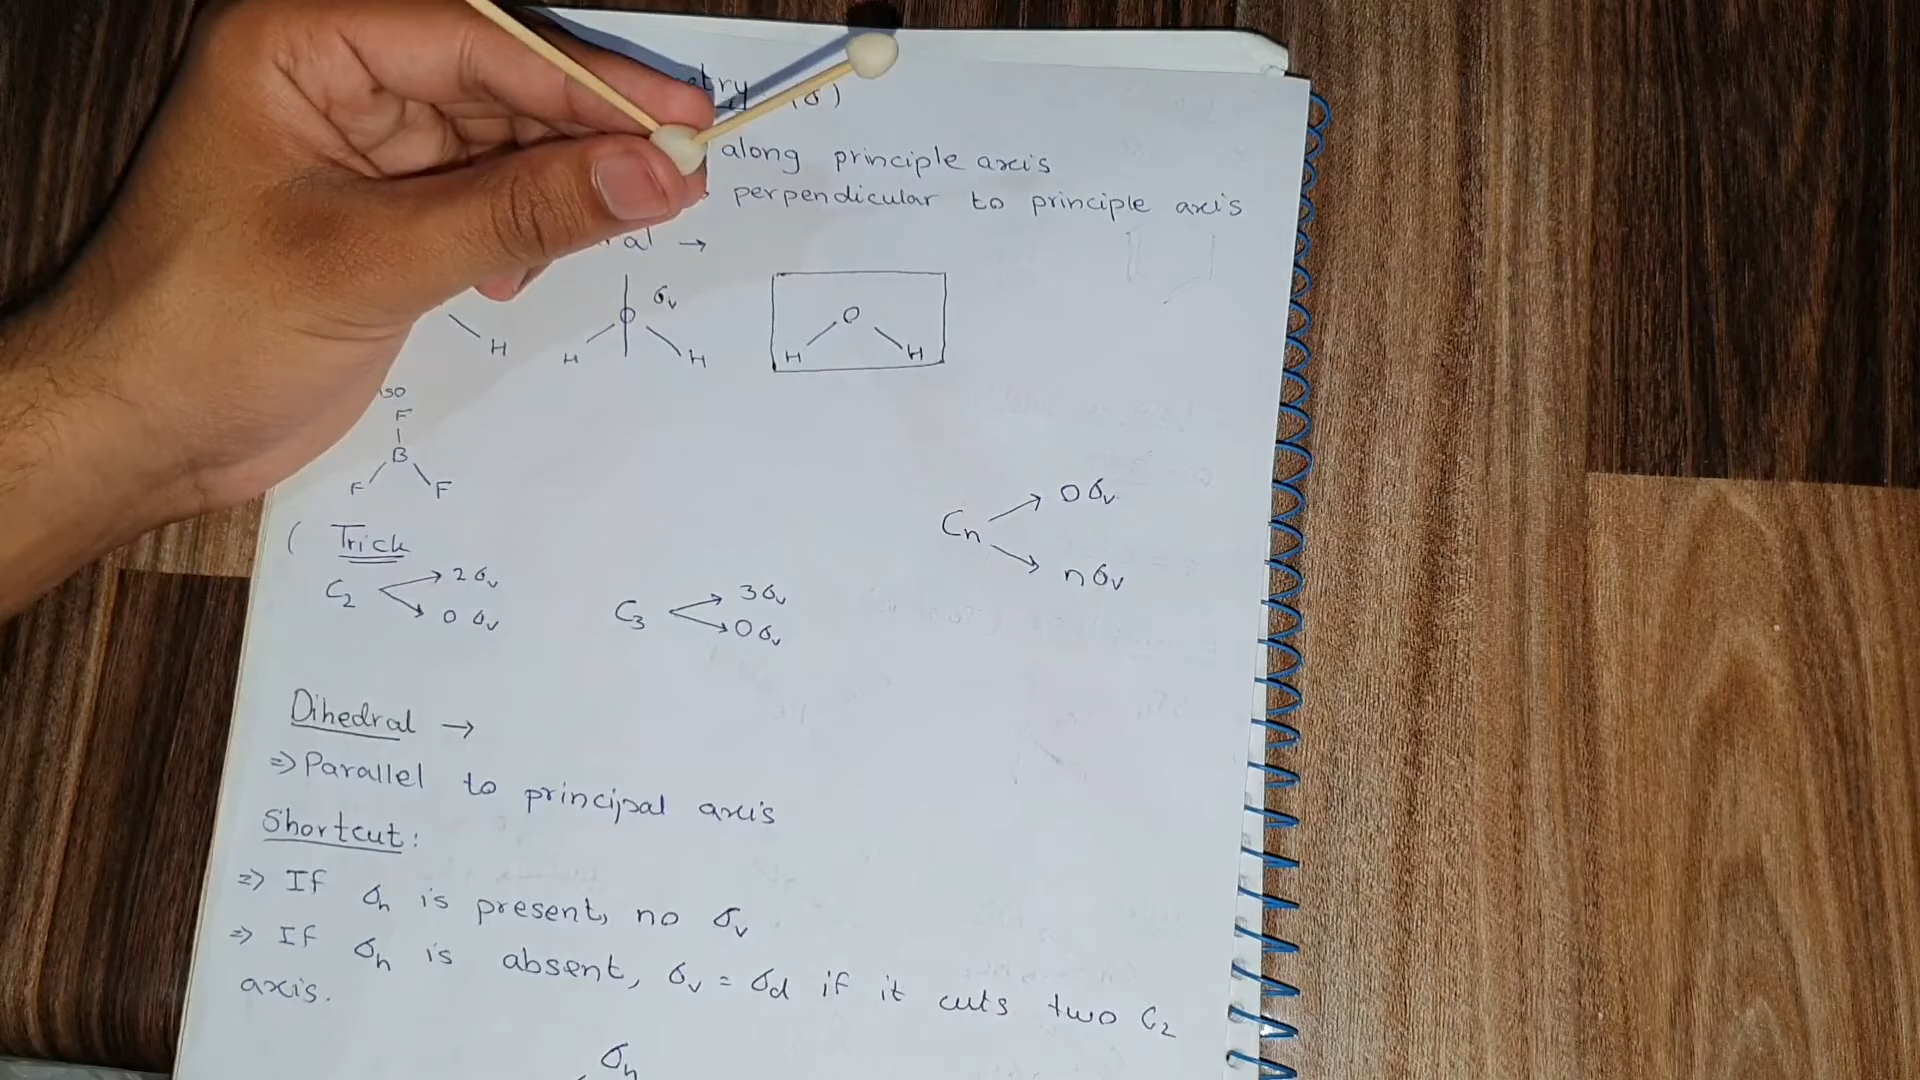 (σ)
along principle axis
perpendicular to principle axis
→
H
O σv
H H
O
H H
F
B
F F
( Trick
C2 2σv
0 σv
C3 3σv
0σv
Cn 0σv
nσv
Dihedral →
⇒ Parallel to principal axis
Shortcut:
⇒ If σh is present, no σv
⇒ If σh is absent, σv = σd if it cuts two C2
axis.
σh